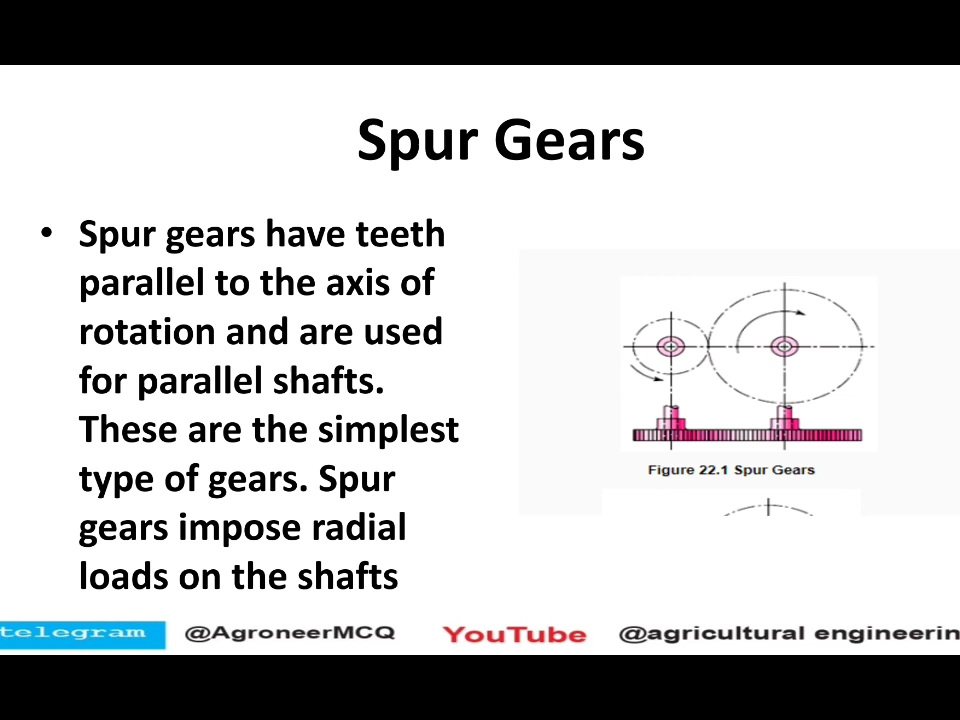 Spur Gears
• Spur gears have teeth
parallel to the axis of
rotation and are used
for parallel shafts.
These are the simplest
type of gears. Spur
gears impose radial
loads on the shafts
Figure 22.1 Spur Gears
telegram @AgroneerMCQ YouTube @agricultural engineerin